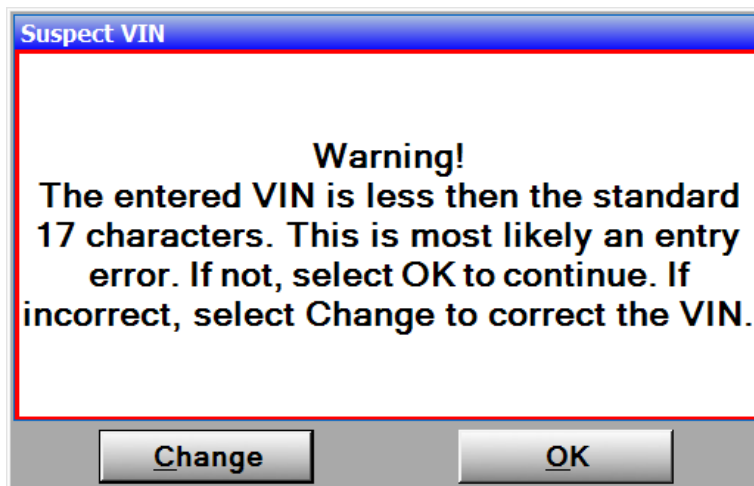 Suspect VIN
Warning!
The entered VIN is less then the standard
17 characters. This is most likely an entry
error. If not, select OK to continue. If
incorrect, select Change to correct the VIN.
Change
OK